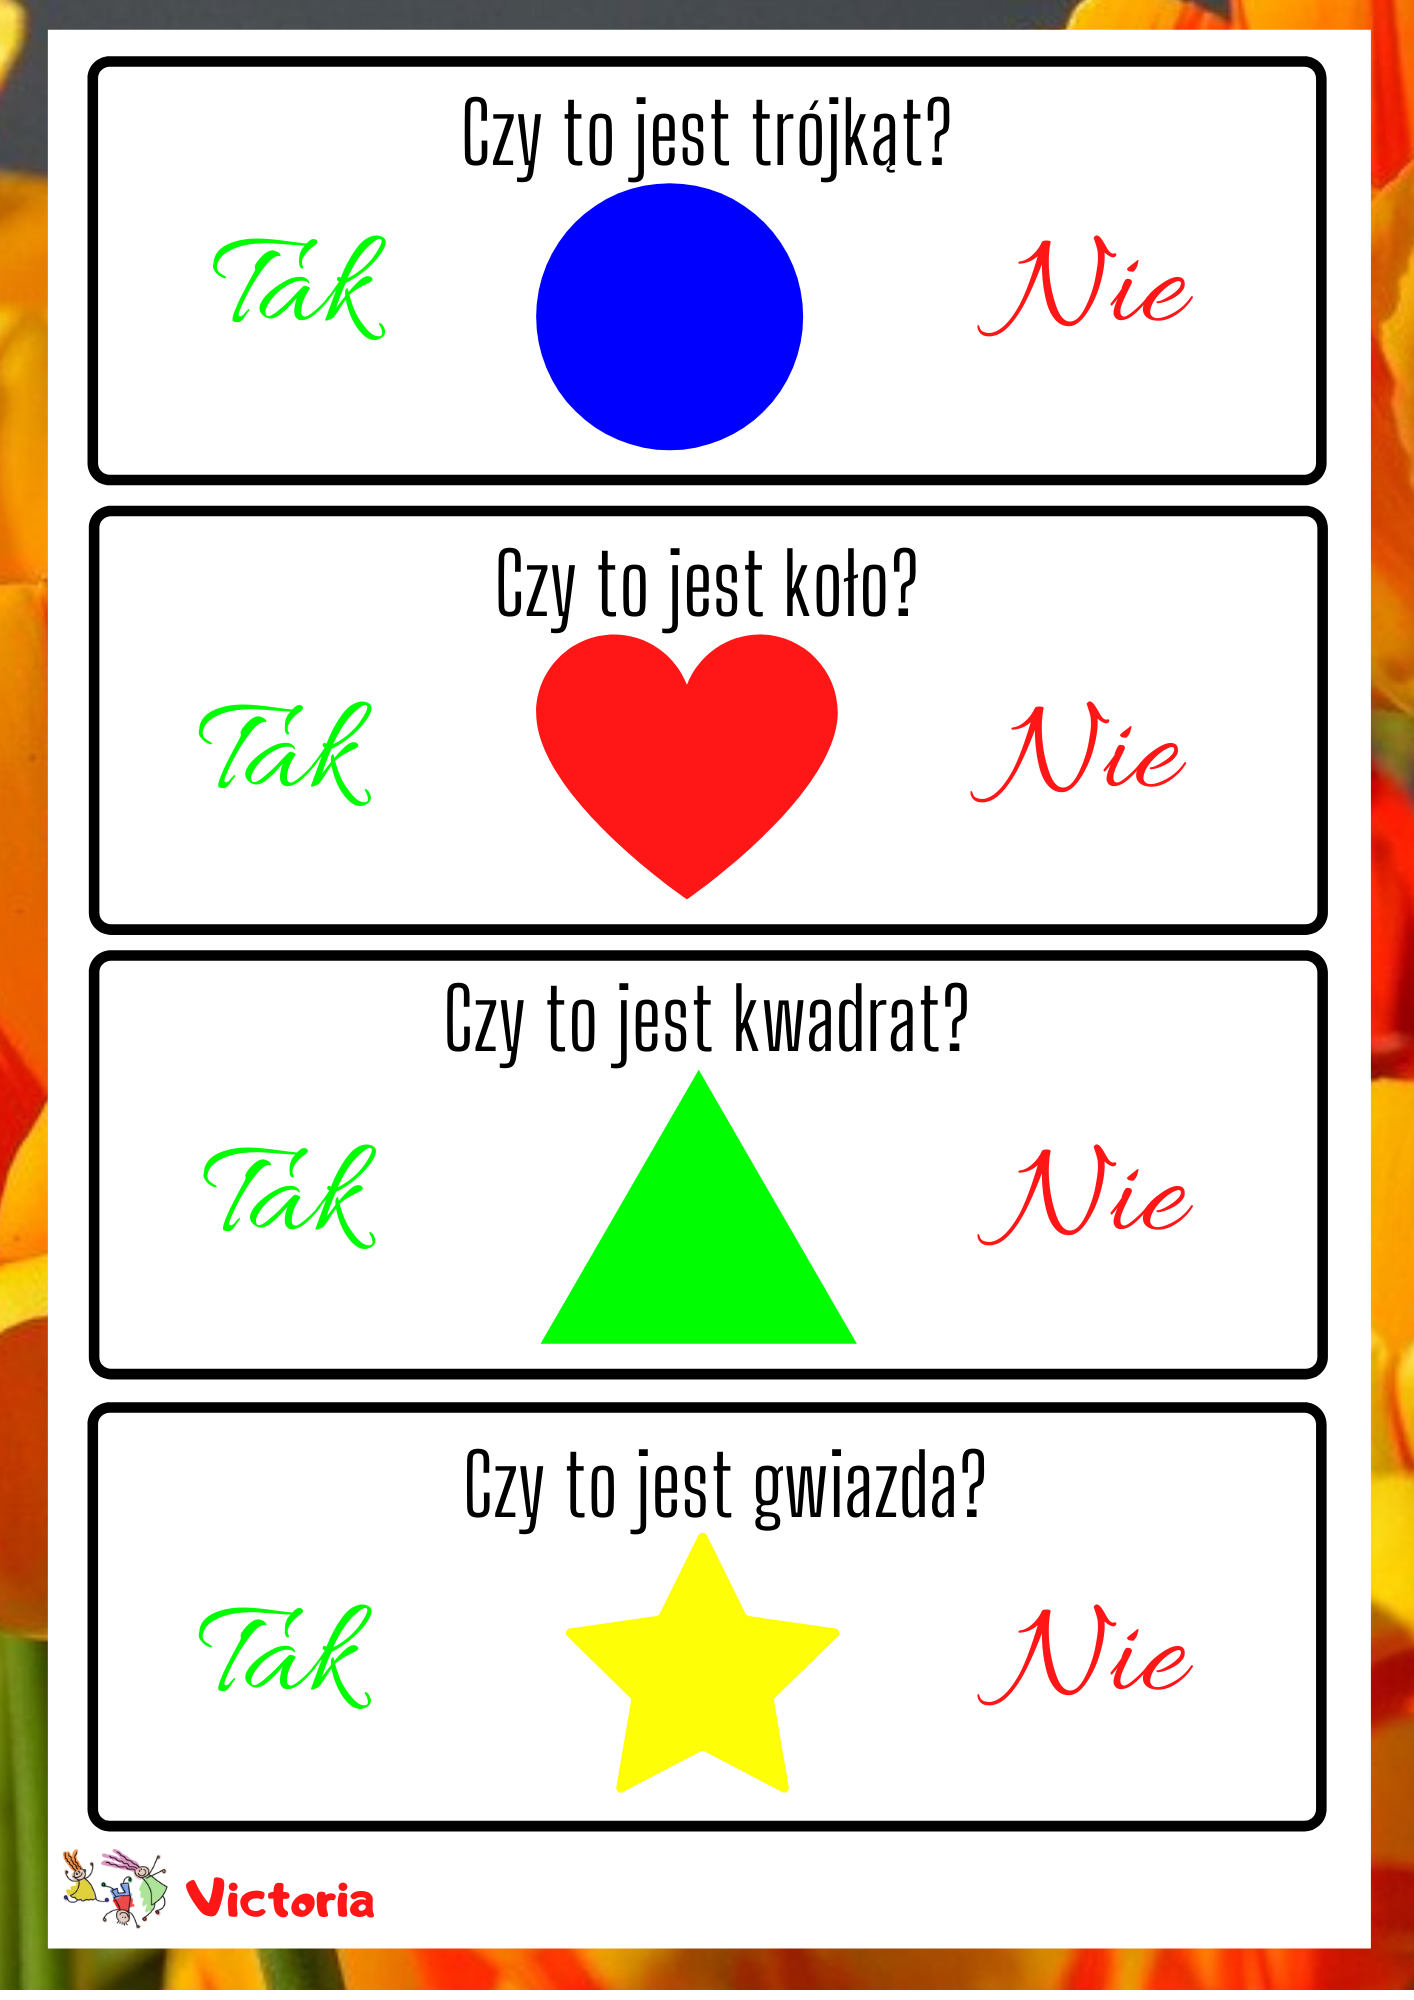 Czy to jest trójkąt?
Tak Nie
Czy to jest koło?
Tak Nie
Czy to jest kwadrat?
Tak Nie
Czy to jest gwiazda?
Tak Nie
Victoria